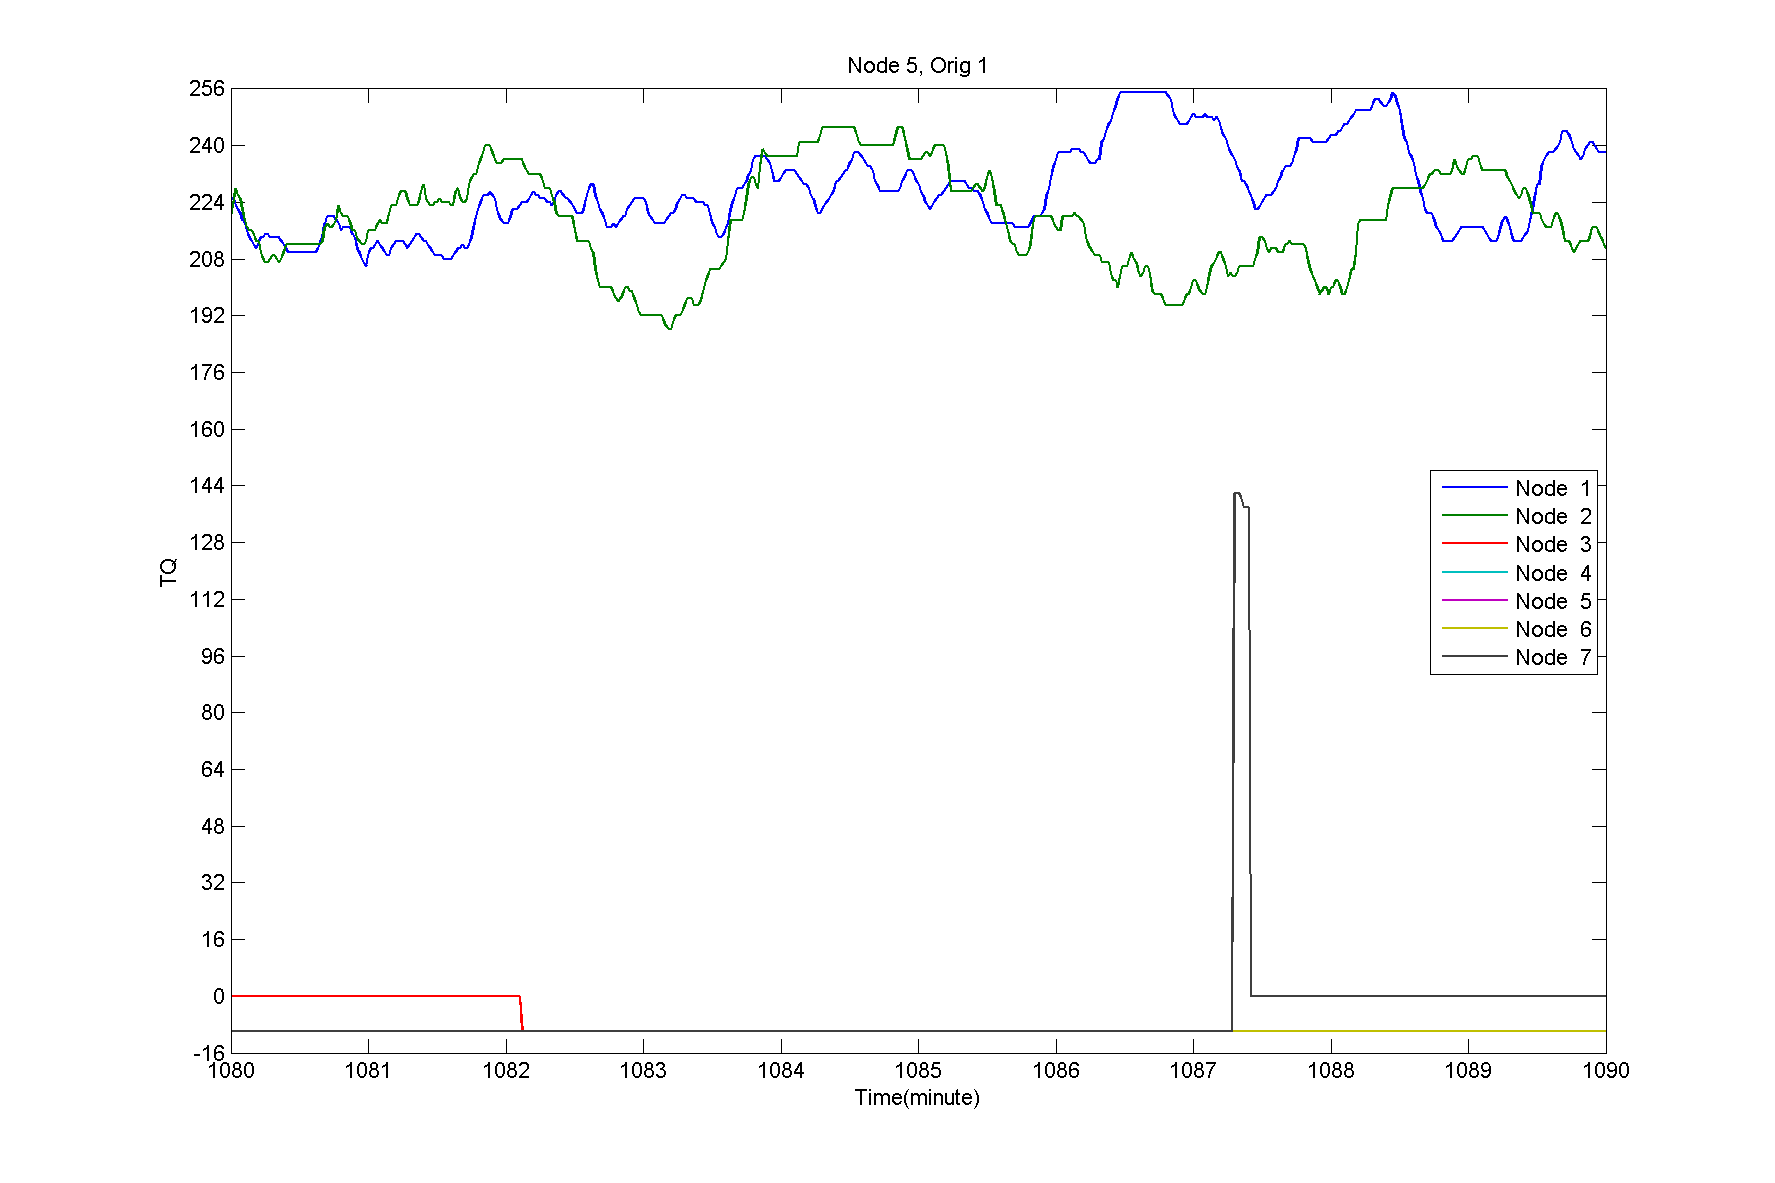 Node 5, Orig 1
256
240
224
208
192
176
160
144
128
112
96
80
64
48
32
16
0
-16
TQ
Node 1
Node 2
Node 3
Node 4
Node 5
Node 6
Node 7
1080 1081 1082 1083 1084 1085 1086 1087 1088 1089 1090
Time(minute)